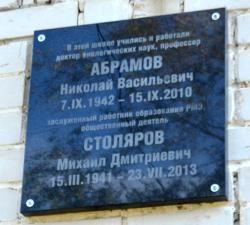 В этой школе учились и работали
доктор биологических наук, профессор
АБРАМОВ
Николай Васильевич
7.IX.1942 – 15.IX.2010
заслуженный работник образования РМЭ,
общественный деятель
СТОЛЯРОВ
Михаил Дмитриевич
15.III.1941 – 23.VII.2013